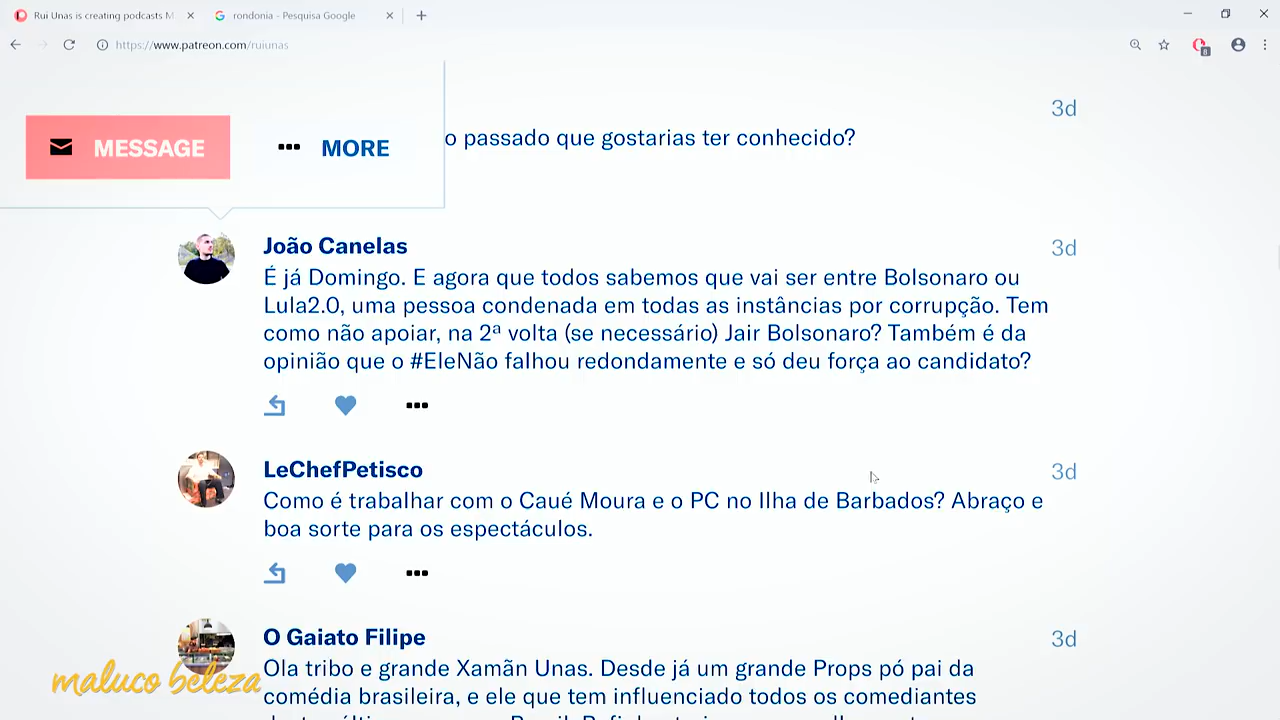 Rui Unas is creating podcasts M
rondonia - Pesquisa Google
https://www.patreon.com/ruiunas
MESSAGE
MORE
3d
o passado que gostarias ter conhecido?
João Canelas
3d
É já Domingo. E agora que todos sabemos que vai ser entre Bolsonaro ou
Lula2.0, uma pessoa condenada em todas as instâncias por corrupção. Tem
como não apoiar, na 2ª volta (se necessário) Jair Bolsonaro? Também é da
opinião que o #EleNão falhou redondamente e só deu força ao candidato?
LeChefPetisco
3d
Como é trabalhar com o Caué Moura e o PC no Ilha de Barbados? Abraço e
boa sorte para os espectáculos.
O Gaiato Filipe
3d
Ola tribo e grande Xamãn Unas. Desde já um grande Props pó pai da
comédia brasileira, e ele que tem influenciado todos os comediantes
maluco beleza